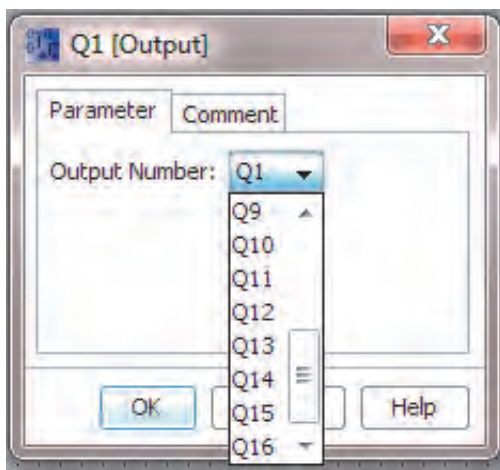 Q1 [Output]
Parameter Comment
Output Number: Q1
Q9
Q10
Q11
Q12
Q13
Q14
Q15
Q16
OK Help